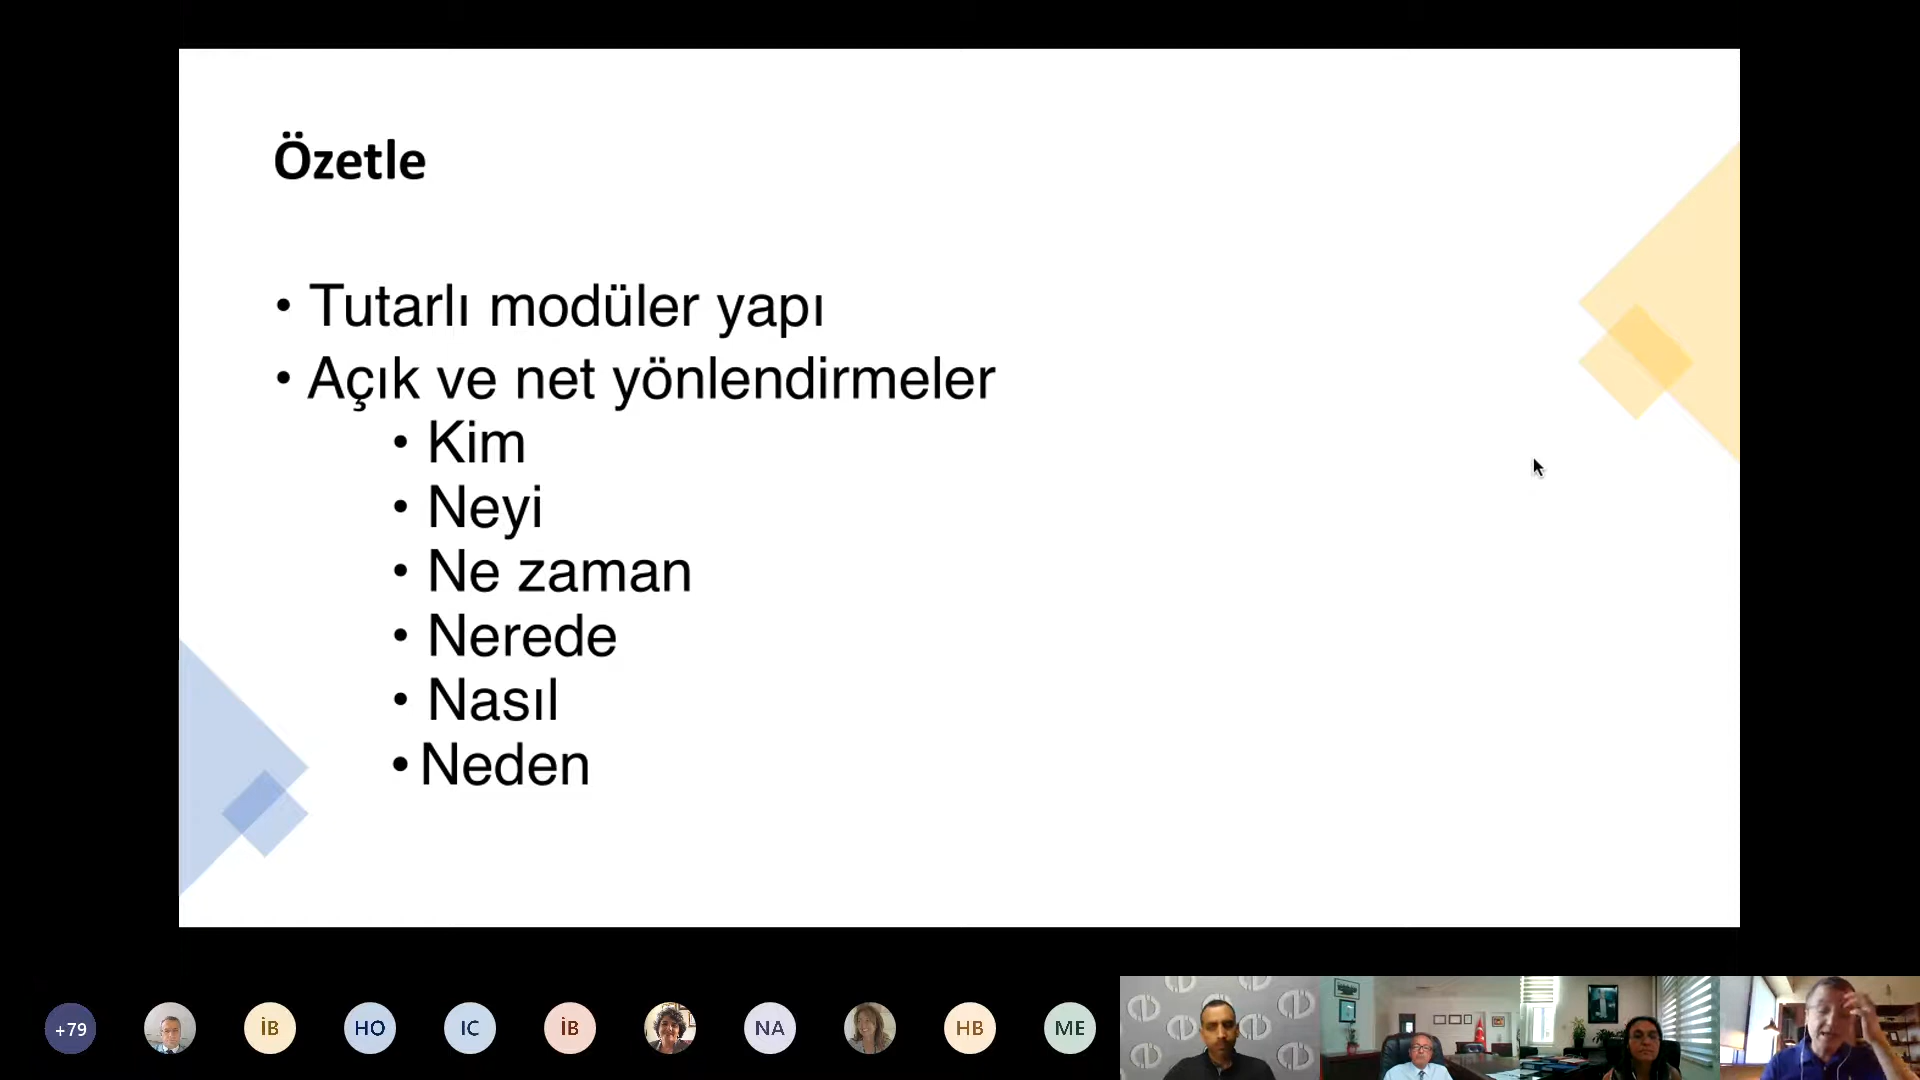 Özetle
• Tutarlı modüler yapı
• Açık ve net yönlendirmeler
• Kim
• Neyi
• Ne zaman
• Nerede
• Nasıl
• Neden
+79
İB
HO
IC
İB
NA
HB
ME